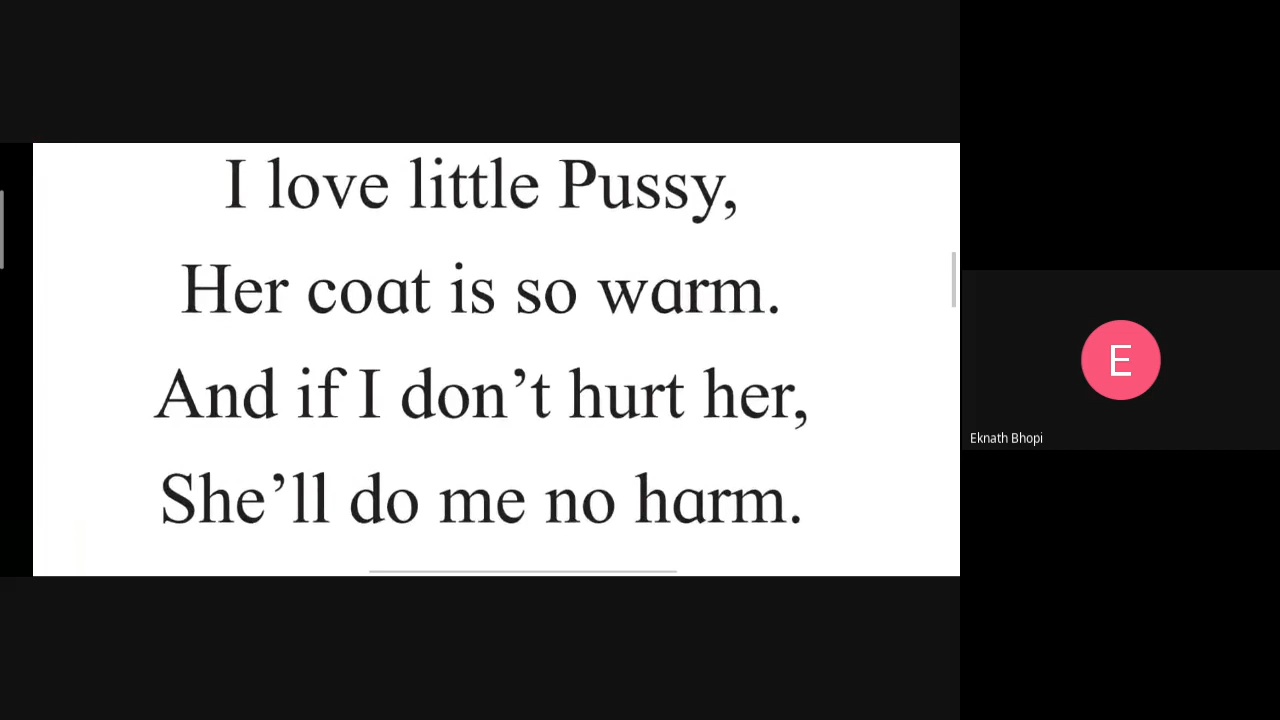 I love little Pussy,
Her coat is so warm.
And if I don’t hurt her,
She’ll do me no harm.
E
Eknath Bhopi